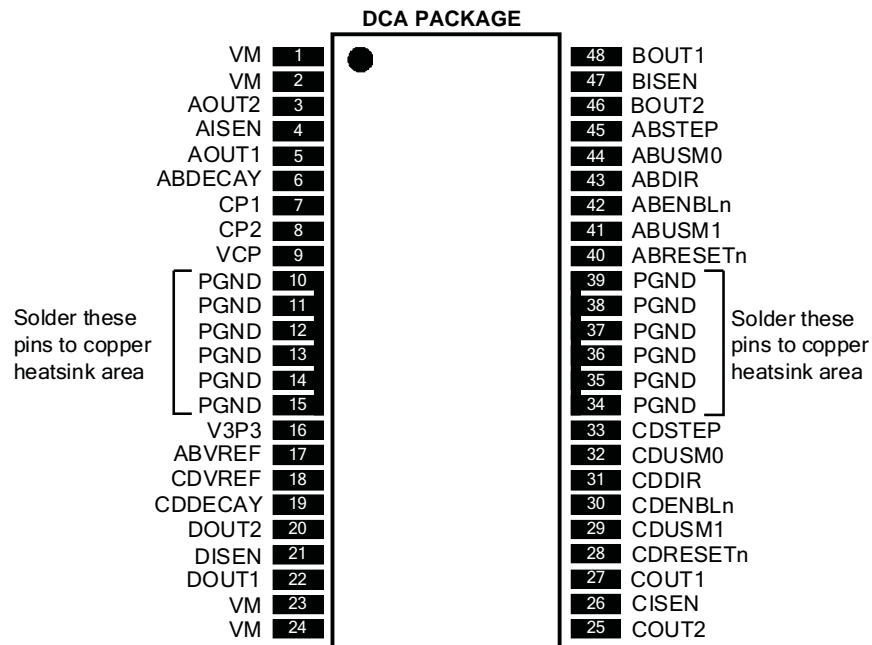 DCA PACKAGE
VM 1 48 BOUT1
VM 2 47 BISEN
AOUT2 3 46 BOUT2
AISEN 4 45 ABSTEP
AOUT1 5 44 ABUSM0
ABDECAY 6 43 ABDIR
CP1 7 42 ABENBLn
CP2 8 41 ABUSM1
VCP 9 40 ABRESETn
PGND 10 39 PGND
PGND 11 38 PGND
Solder these PGND 12 37 PGND Solder these
pins to copper PGND 13 36 PGND pins to copper
heatsink area PGND 14 35 PGND heatsink area
PGND 15 34 PGND
V3P3 16 33 CDSTEP
ABVREF 17 32 CDUSM0
CDVREF 18 31 CDDIR
CDDECAY 19 30 CDENBLn
DOUT2 20 29 CDUSM1
DISEN 21 28 CDRESETn
DOUT1 22 27 COUT1
VM 23 26 CISEN
VM 24 25 COUT2